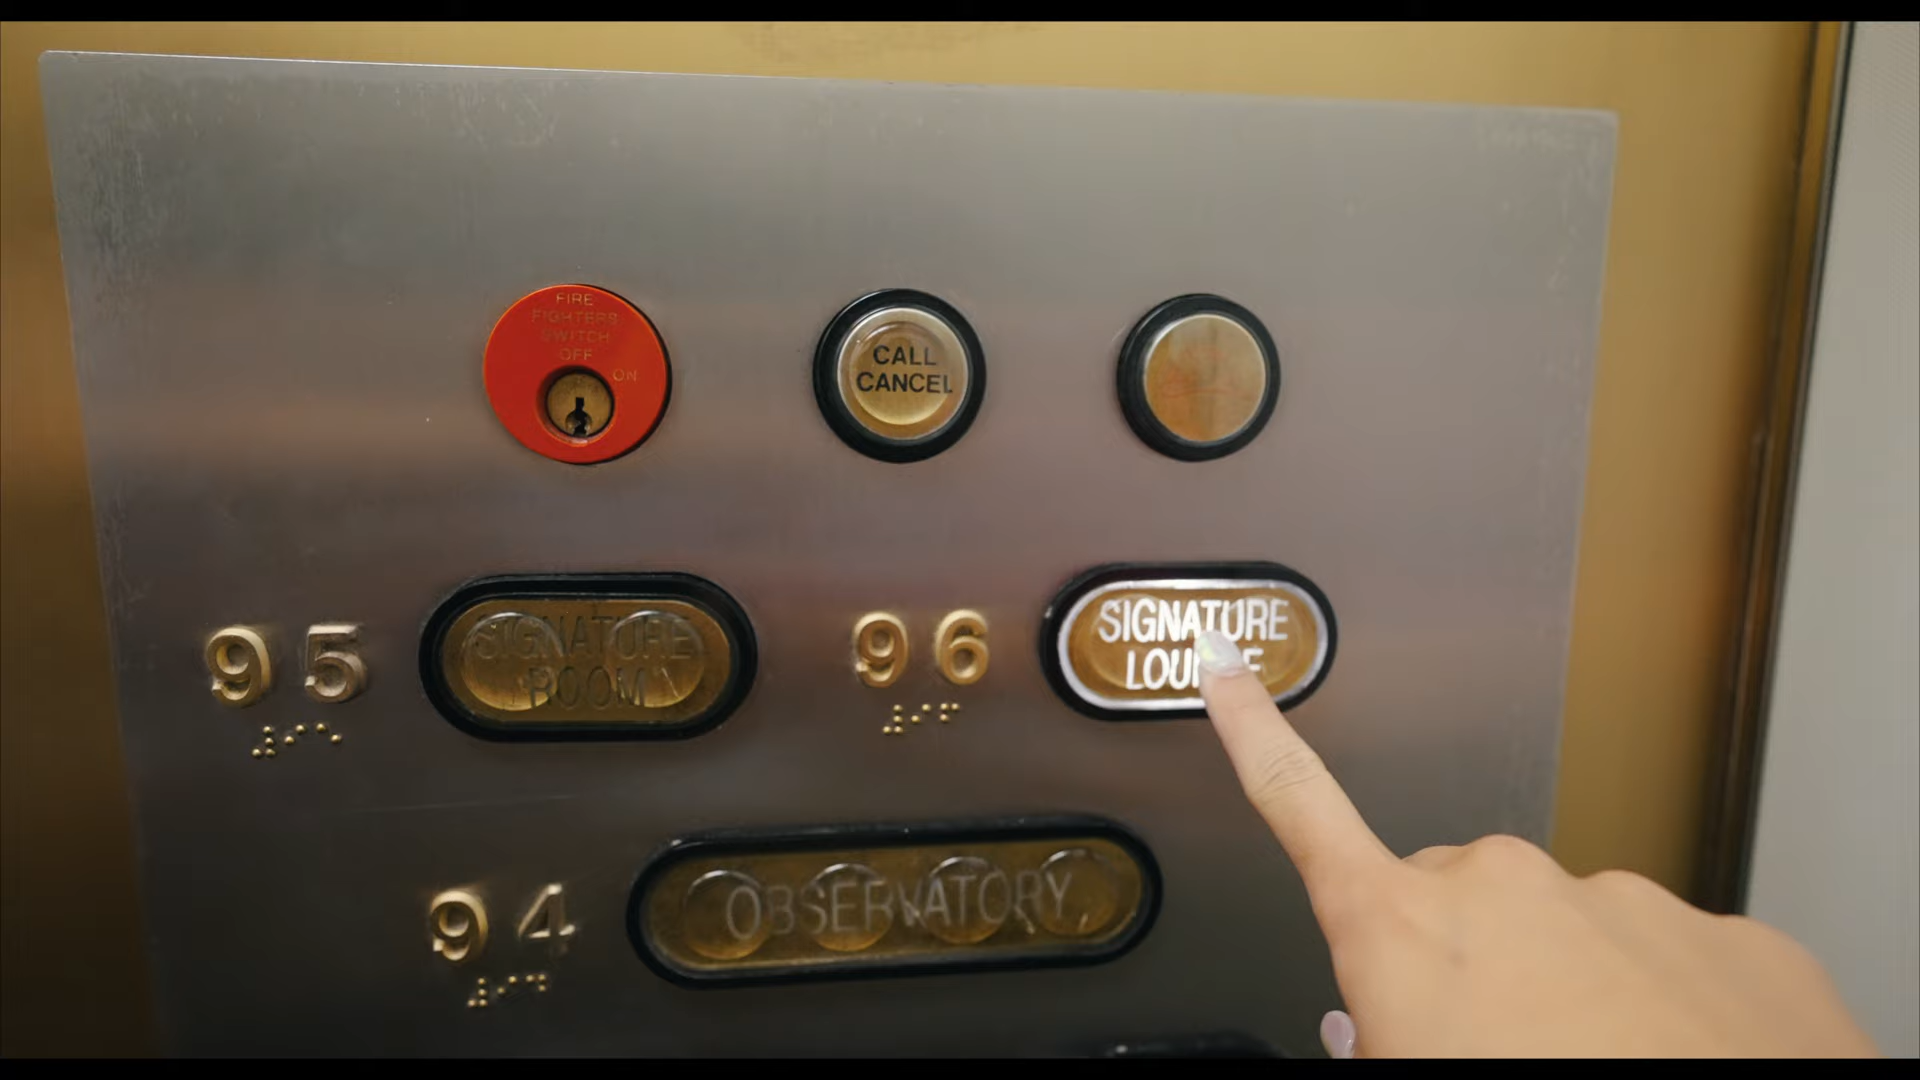 FIRE
FIGHTERS
SWITCH
OFF
ON
CALL
CANCEL
95
SIGNATURE
ROOM
96
SIGNATURE
94
OBSERVATORY